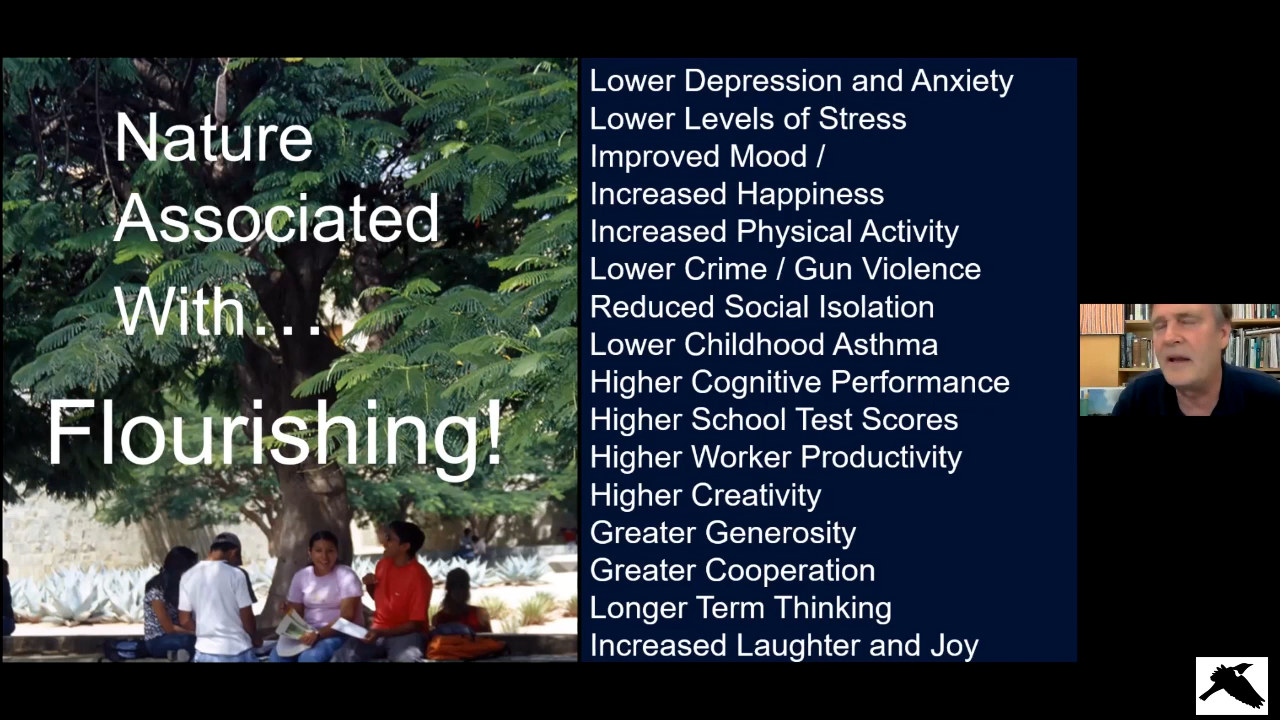 Nature
Associated
With…
Flourishing!
Lower Depression and Anxiety
Lower Levels of Stress
Improved Mood /
Increased Happiness
Increased Physical Activity
Lower Crime / Gun Violence
Reduced Social Isolation
Lower Childhood Asthma
Higher Cognitive Performance
Higher School Test Scores
Higher Worker Productivity
Higher Creativity
Greater Generosity
Greater Cooperation
Longer Term Thinking
Increased Laughter and Joy